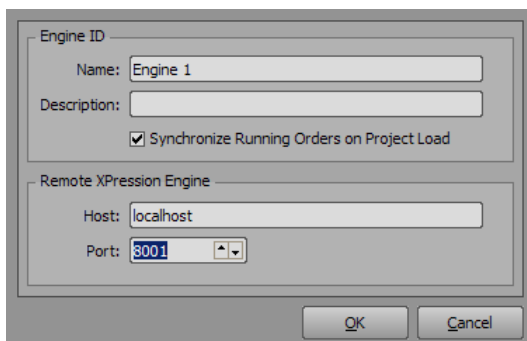 Engine ID
Name: Engine 1
Description:
Synchronize Running Orders on Project Load
Remote XPression Engine
Host: localhost
Port: 8001
OK Cancel